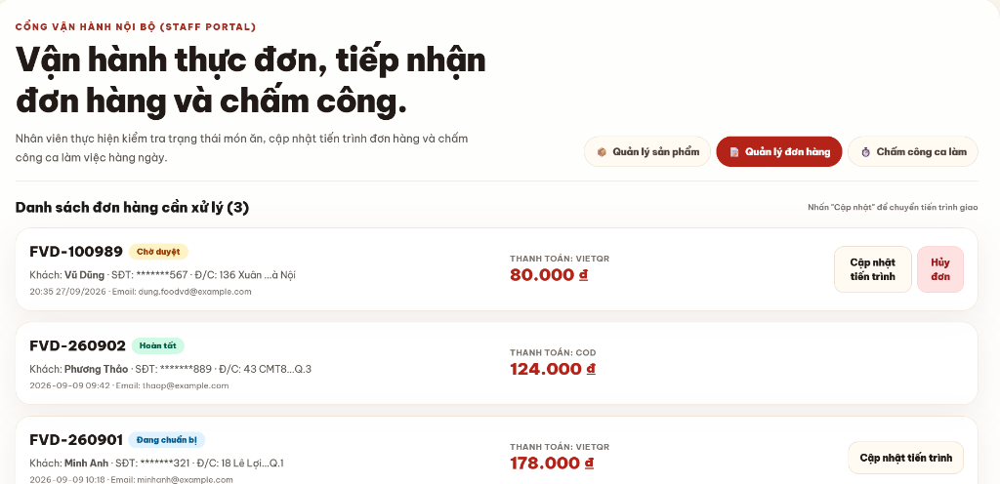 CỔNG VẬN HÀNH NỘI BỘ (STAFF PORTAL)
Vận hành thực đơn, tiếp nhận
đơn hàng và chấm công.
Nhân viên thực hiện kiểm tra trạng thái món ăn, cập nhật tiến trình đơn hàng và chấm
công ca làm việc hàng ngày.
Quản lý sản phẩm
Quản lý đơn hàng
Chấm công ca làm
Danh sách đơn hàng cần xử lý (3)
Nhấn "Cập nhật" để chuyển tiến trình giao
FVD-100989 Chờ duyệt
Khách: Vũ Dũng · SĐT: *******567 · Đ/C: 136 Xuân ...à Nội
20:35 27/09/2026 · Email: dung.foodvd@example.com
THANH TOÁN: VIETQR
80.000 ₫
Cập nhật
tiến trình
Hủy
đơn
FVD-260902 Hoàn tất
Khách: Phương Thảo · SĐT: *******889 · Đ/C: 43 CMT8...Q.3
2026-09-09 09:42 · Email: thaop@example.com
THANH TOÁN: COD
124.000 ₫
FVD-260901 Đang chuẩn bị
Khách: Minh Anh · SĐT: *******321 · Đ/C: 18 Lê Lợi...Q.1
2026-09-09 10:18 · Email: minhanh@example.com
THANH TOÁN: VIETQR
178.000 ₫
Cập nhật tiến trình